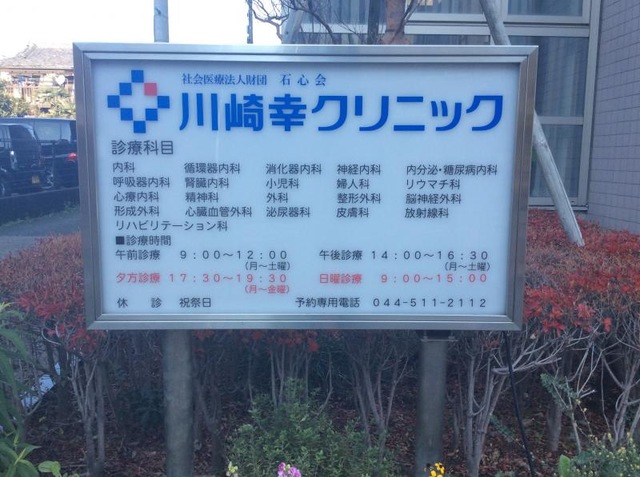 社会医療法人財団 石心会
川崎幸クリニック
診療科目
内科 循環器内科 消化器内科 神経内科 内分泌・糖尿病内科
呼吸器内科 腎臓内科 小児科 婦人科 リウマチ科
心療内科 精神科 外科 整形外科 脳神経外科
形成外科 心臓血管外科 泌尿器科 皮膚科 放射線科
リハビリテーション科
■診療時間
午前診療 9:00～12:00 午後診療 14:00～16:30
(月～土曜) (月～土曜)
夕方診療 17:30～19:30 日曜診療 9:00～15:00
(月～金曜)
休診 祝祭日 予約専用電話 044-511-2112